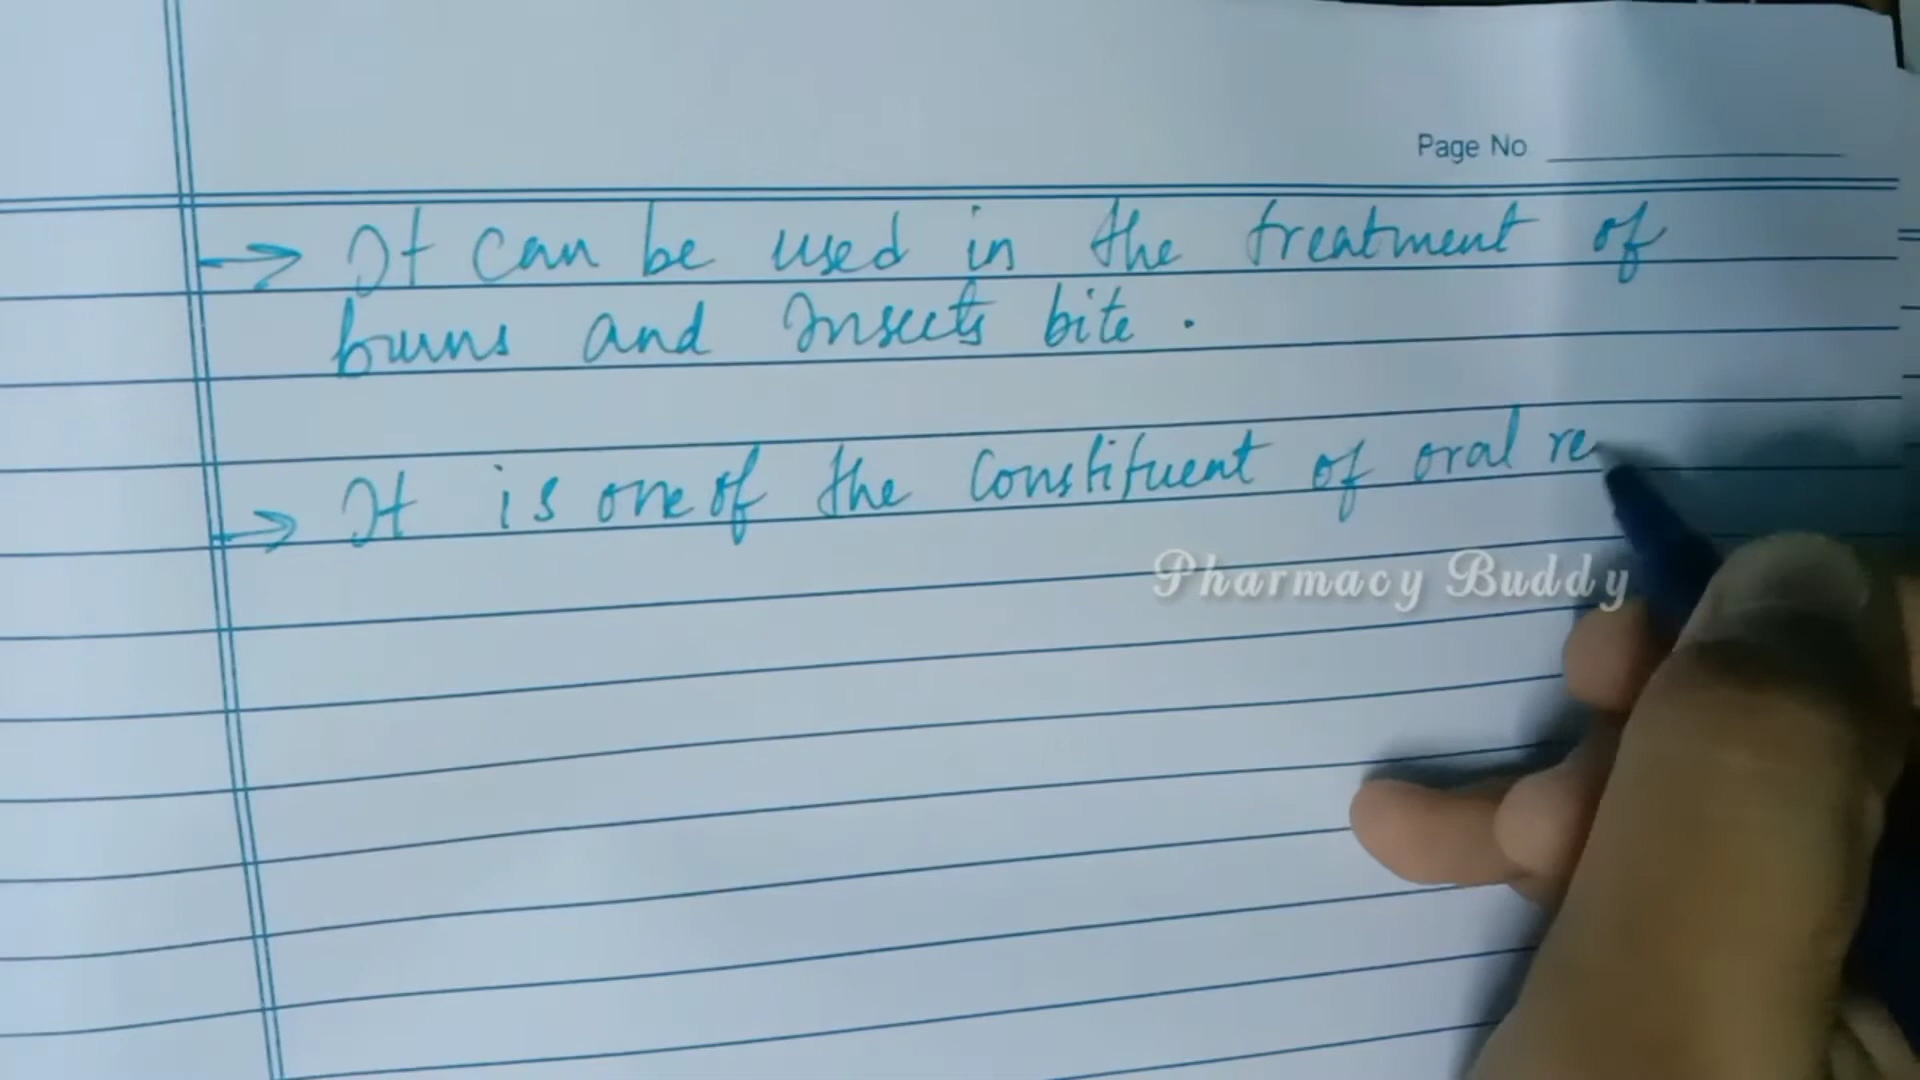 Page No
→ It can be used in the treatment of
burns and Insects bite .
→ It is one of the Constituent of oral re
Pharmacy Buddy